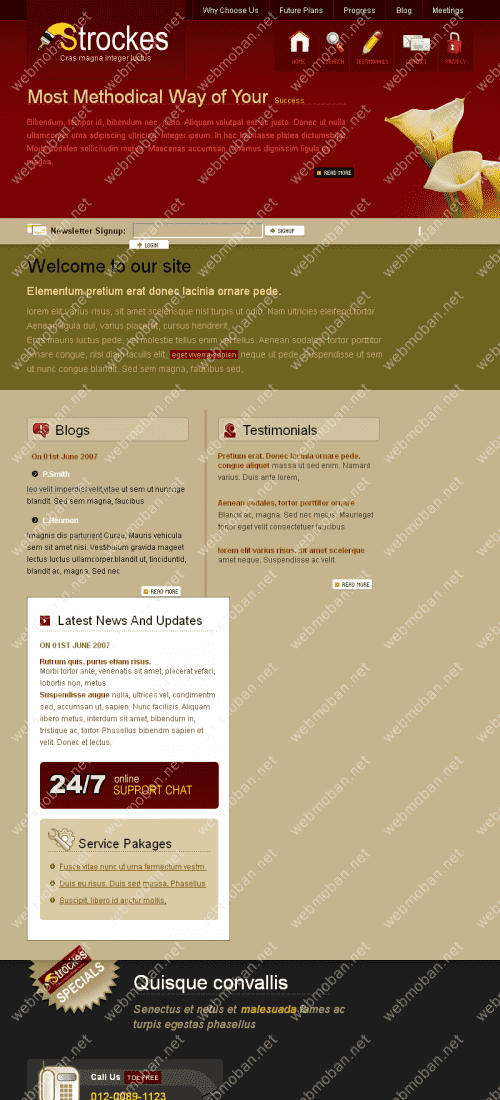 Why Choose Us Future Plans Progress Blog Meetings
Strockes
Cras magna Integer luctus
HOME SEARCH TESTIMONIALS CONTACT PRIVACY
Most Methodical Way of Your Success
Bibendum, tempor id, bibendum nec, justo. Aliquam volutpat est at justo. Donec ut nulla
ullamcorper urna adipiscing ultricies. Integer ipsum. In hac habitasse platea dictumst.
Morbi sodales sollicitudin metus. Maecenas accumsan, vivamus dignissim ligula
magna.
READ MORE
Newsletter Signup:
SIGNUP
LOGIN
Welcome to our site
Elementum pretium erat donec lacinia ornare pede.
lorem elit varius risus, sit amet scelerisque nisl turpis ut odio. Nam ultricies eleifend tortor.
Aenean ligula dui, varius placerat, cursus hendrerit,
Eros mauris luctus pede, vel molestie tellus enim vel tellus. Aenean sodales, tortor porttitor
ornare congue, nisl diam iaculis elit, eget viverra sapien neque ut pede. Suspendisse ut sem
ut nunc congue blandit. Sed sem magna, faucibus sed,
Blogs
On 01st June 2007
P.Smith
leo velit imperdiet velit,vitae ut sem ut nunonge
blandit. Sed sem magna, faucibus
L.Henmon
Imagnis dis parturient Curae, Mauris vehicula
sem sit amet nisi. Vestibulum gravida mageet
lectus luctus ullamcorper.blandit ut, tinciduntid,
blandit ac, magna. Sed nec
READ MORE
Testimonials
Pretium erat. Donec lacinia ornare pede.
congue aliquet massa ut sed enim. Namant
varius. Duis ante lorem,
Aenean sodales, tortor porttitor ornare
Blandit ac, magna. Sed nec metus. Maurieget
tortor eget velit consectetuer faucibus
lorem elit varius risus. sit amet scelerque
amet neque. Suspendisse ac velit.
READ MORE
Latest News And Updates
ON 01ST JUNE 2007
Rutrum quis, purus etiam risus.
Morbi tortor ante, venenatis sit amet, placerat vefacl,
lobortis non, metus.
Suspendisse augue nulla, ultrices vel, condimentm
sed, accumsan ut, sapien. Nunc facilisis. Aliquam
libero metus, interdum sit amet, bibendum in,
tristique ac, tortor. Phasellus bibendm sapien et
velit. Donec et lectus.
24/7 online
SUPPORT CHAT
Service Pakages
Fusce vitae nunc ut urna fermentum vestm.
Duis eu risus. Duis sed massa. Phasellus
Suscipit, libero id auctor mollis,
Strockes
SPECIALS
Quisque convallis
Senectus et netus et malesuada fames ac
turpis egestas phasellus
Call Us TOLLFREE
012-0089-1123
webmoban.net